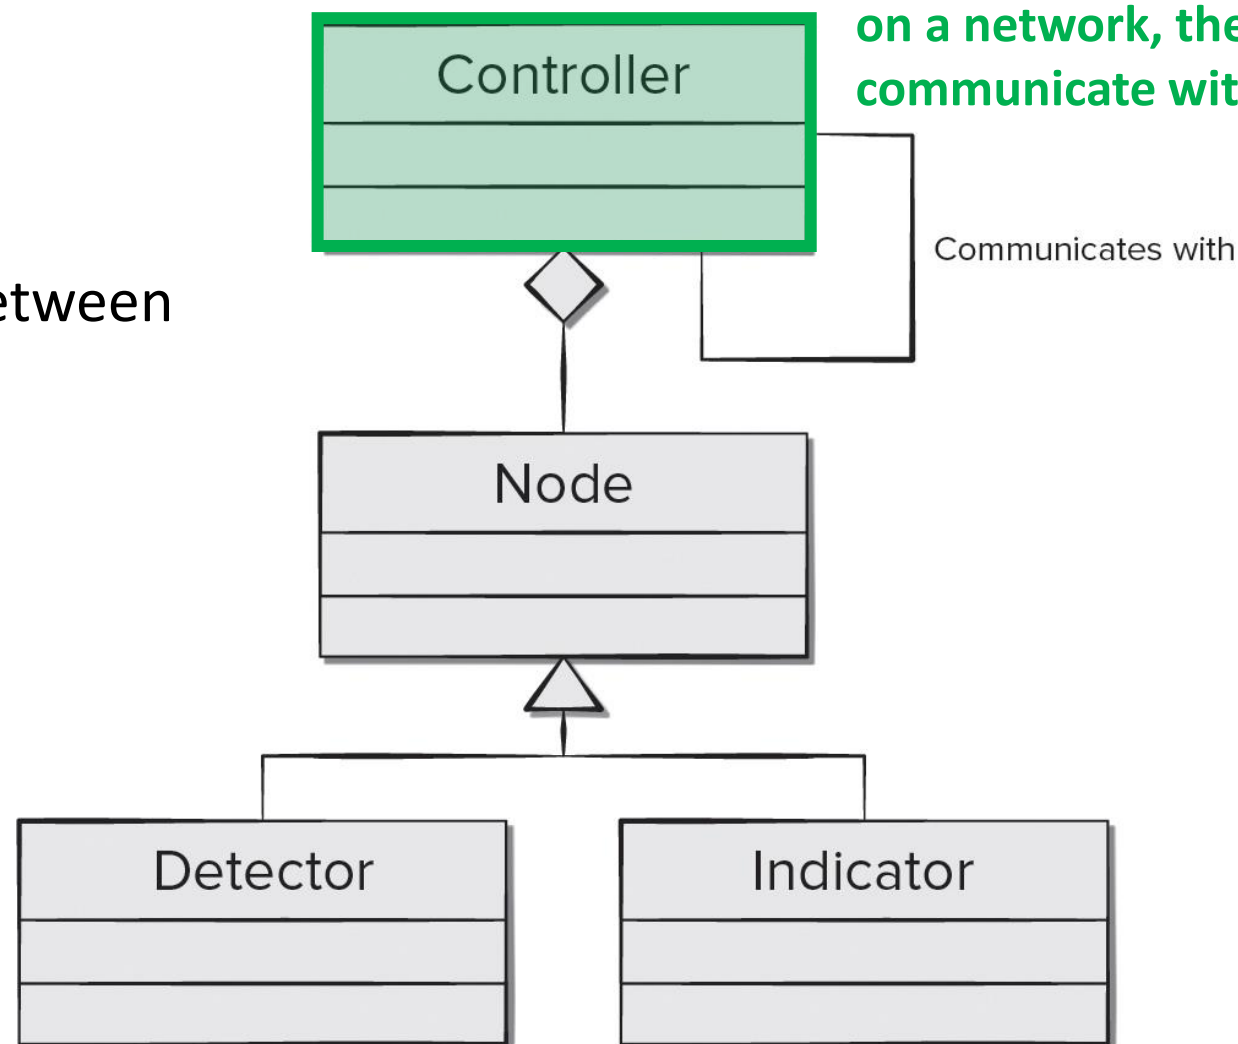 on a network, the
communicate wit
Controller
Communicates with
etween
Node
Detector
Indicator